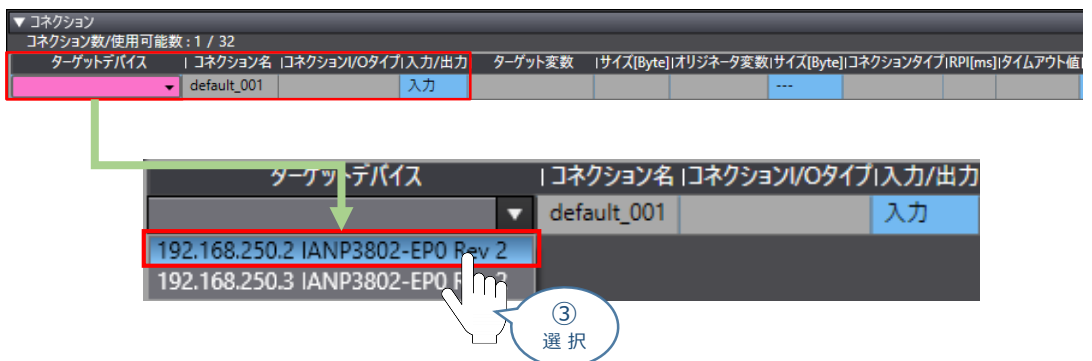 ▼ コネクション
コネクション数/使用可能数 : 1 / 32
ターゲットデバイス | コネクション名 |コネクションI/Oタイプ|入力/出力 ターゲット変数 |サイズ[Byte]|オリジネータ変数|サイズ[Byte]|コネクションタイプ|RPI[ms]|タイムアウト値|
▼ default_001 入力 ---
ターゲットデバイス | コネクション名 |コネクションI/Oタイプ|入力/出力
▼ default_001 入力
192.168.250.2 IANP3802-EP0 Rev 2
192.168.250.3 IANP3802-EP0
③
選択